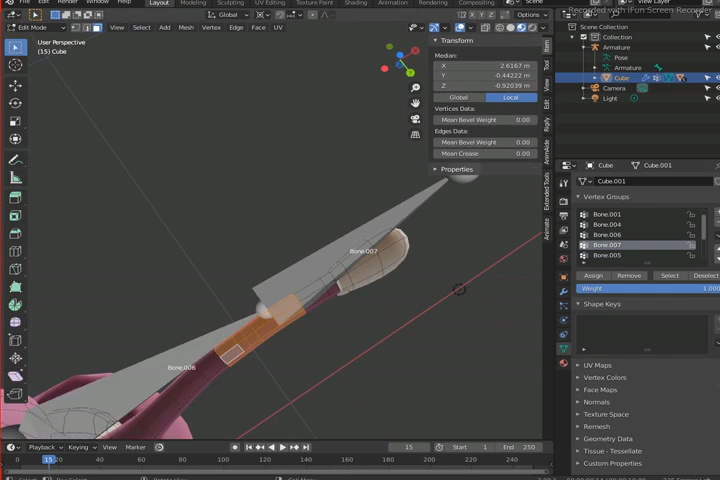 File Edit Render Window Help
Layout Modeling Sculpting UV Editing
Compositing
Scene
Recorded with iFun Screen Recorder
Global
Options
Edit Mode
View Select Add Mesh Vertex Edge Face UV
User Perspective
(15) Cube
Bone.007
Bone.006
Transform
Median:
X 2.6167 m
Y -0.44222 m
Z -0.92039 m
Global Local
Vertices Data:
Mean Bevel Weight 0.00
Edges Data:
Mean Bevel Weight 0.00
Mean Crease 0.00
Properties
Item
Tool
View
Edit
Rigify
AnimAide
Extended Tools
Animate
Scene Collection
Collection
Armature
Pose
Armature
Cube
Camera
Light
Cube Cube.001
Cube.001
Vertex Groups
Bone.001
Bone.004
Bone.006
Bone.007
Bone.005
Assign Remove Select Deselect
Weight 1.000
Shape Keys
UV Maps
Vertex Colors
Face Maps
Normals
Texture Space
Remesh
Geometry Data
Tissue - Tessellate
Custom Properties
Playback Keying View Marker
15 Start 1 End 250
0 15 20 40 60 80 100 120 140 160 180 200 220 240